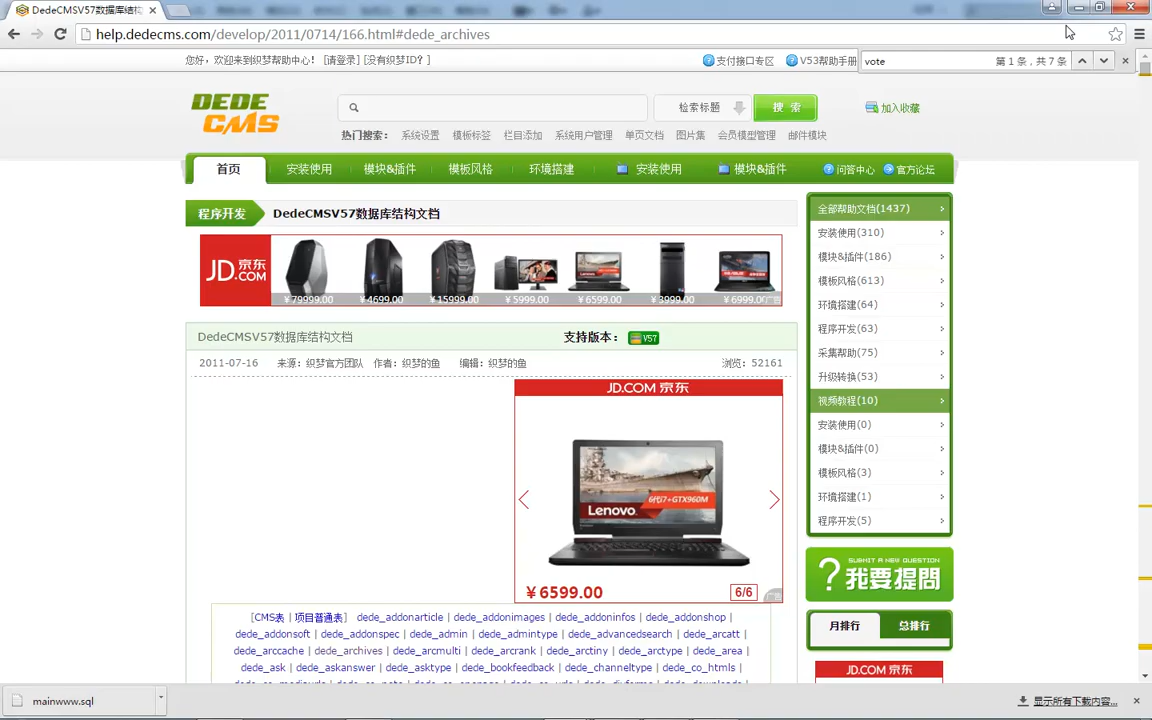 DedeCMSV57数据库结构
help.dedecms.com/develop/2011/0714/166.html#dede_archives
您好，欢迎来到织梦帮助中心！ [请登录] [没有织梦ID？]
支付接口专区 V53帮助手册
vote 第 1 条，共 7 条
DEDE CMS
检索标题 搜 索 加入收藏
热门搜索： 系统设置 模板标签 栏目添加 系统用户管理 单页文档 图片集 会员模型管理 邮件模块
首页 安装使用 模块&插件 模板风格 环境搭建 安装使用 模块&插件 问答中心 官方论坛
程序开发 DedeCMSV57数据库结构文档
JD.COM 京东
￥79999.00 ￥4699.00 ￥15999.00 ￥5999.00 ￥6599.00 ￥3999.00 ￥6999.00 广告
DedeCMSV57数据库结构文档 支持版本： V57
2011-07-16 来源：织梦官方团队 作者：织梦的鱼 编辑：织梦的鱼 浏览：52161
JD.COM 京东
6代i7+GTX960M
Lenovo
￥6599.00 6/6 广告
[CMS表 | 项目普通表] dede_addonarticle | dede_addonimages | dede_addoninfos | dede_addonshop |
dede_addonsoft | dede_addonspec | dede_admin | dede_admintype | dede_advancedsearch | dede_arcatt |
dede_arccache | dede_archives | dede_arcmulti | dede_arcrank | dede_arctiny | dede_arctype | dede_area |
dede_ask | dede_askanswer | dede_asktype | dede_bookfeedback | dede_channeltype | dede_co_htmls |
全部帮助文档(1437)
安装使用(310)
模块&插件(186)
模板风格(613)
环境搭建(64)
程序开发(63)
采集帮助(75)
升级转换(53)
视频教程(10)
安装使用(0)
模块&插件(0)
模板风格(3)
环境搭建(1)
程序开发(5)
SUBMIT A NEW QUESTION
?我要提問
月排行 总排行
JD.COM 京东
mainwww.sql
显示所有下载内容...